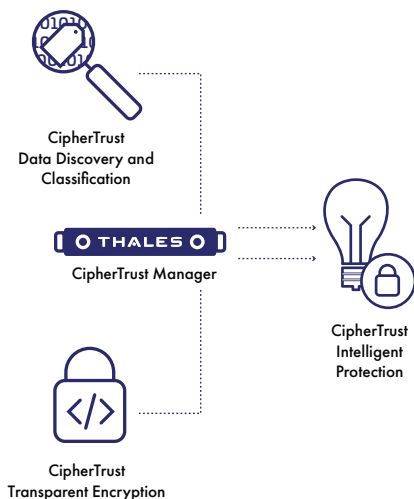 CipherTrust
Data Discovery and
Classification
THALES
CipherTrust Manager
CipherTrust
Intelligent
Protection
</>
CipherTrust
Transparent Encryption